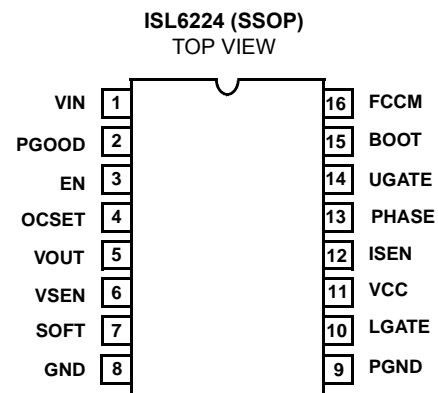 ISL6224 (SSOP)
TOP VIEW
VIN 1 16 FCCM
PGOOD 2 15 BOOT
EN 3 14 UGATE
OCSET 4 13 PHASE
VOUT 5 12 ISEN
VSEN 6 11 VCC
SOFT 7 10 LGATE
GND 8 9 PGND